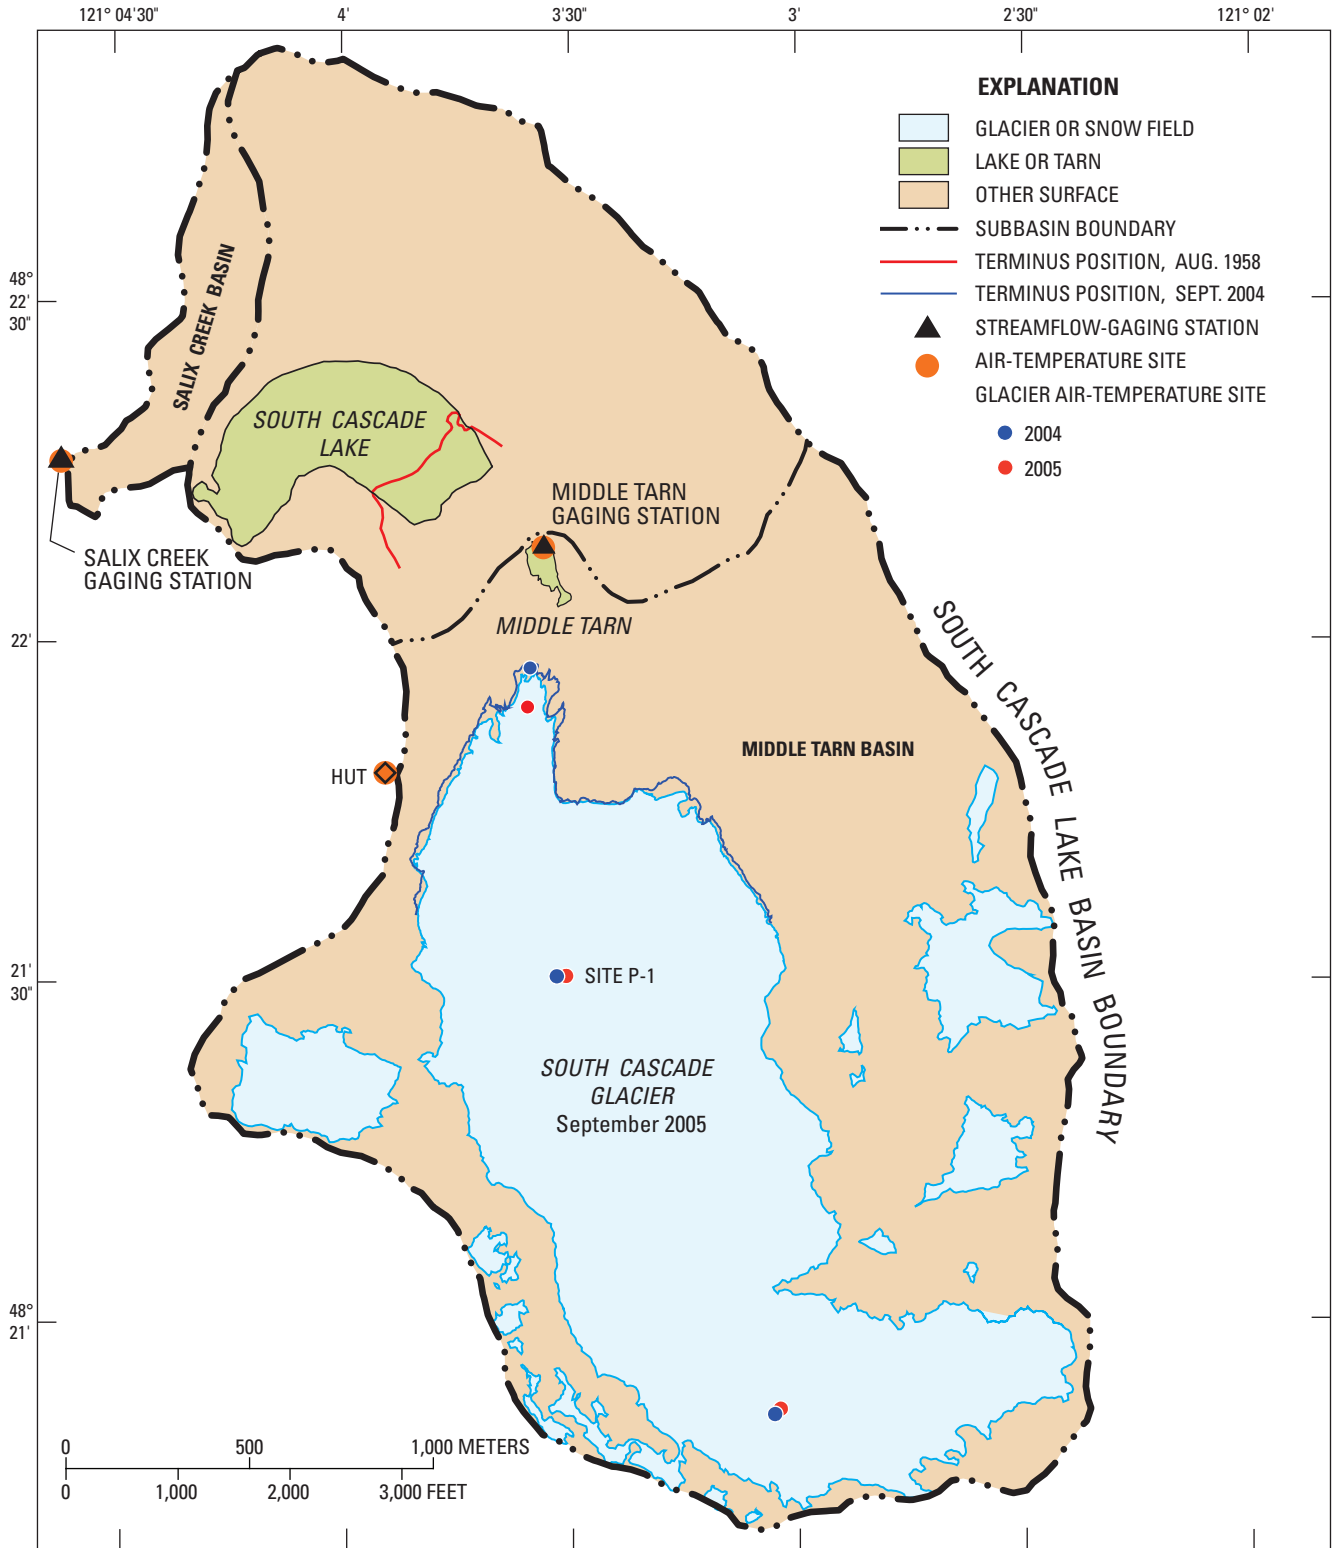 121° 04'30"
4'
3'30"
3'
2'30"
121° 02'
EXPLANATION
GLACIER OR SNOW FIELD
LAKE OR TARN
OTHER SURFACE
SUBBASIN BOUNDARY
TERMINUS POSITION, AUG. 1958
TERMINUS POSITION, SEPT. 2004
STREAMFLOW-GAGING STATION
AIR-TEMPERATURE SITE
GLACIER AIR-TEMPERATURE SITE
2004
2005
48°
22'
30"
SALIX CREEK BASIN
SOUTH CASCADE
LAKE
MIDDLE TARN
GAGING STATION
SALIX CREEK
GAGING STATION
22'
MIDDLE TARN
SOUTH CASCADE LAKE BASIN BOUNDARY
MIDDLE TARN BASIN
HUT
21'
30"
SITE P-1
SOUTH CASCADE
GLACIER
September 2005
48°
21'
0 500 1,000 METERS
0 1,000 2,000 3,000 FEET